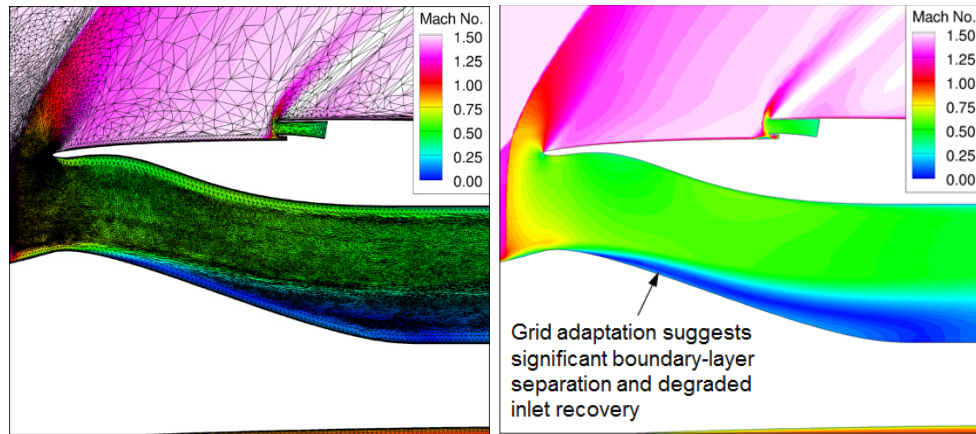 Mach No.
1.50
1.25
1.00
0.75
0.50
0.25
0.00
Mach No.
1.50
1.25
1.00
0.75
0.50
0.25
0.00
Grid adaptation suggests
significant boundary-layer
separation and degraded
inlet recovery